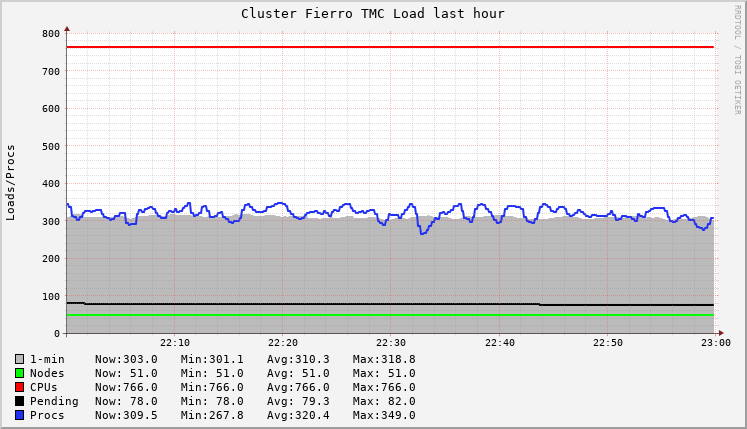 Cluster Fierro TMC Load last hour
RRDTOOL / TOBI OETIKER
Loads/Procs
800
700
600
500
400
300
200
100
0
22:10 22:20 22:30 22:40 22:50 23:00
1-min Now:303.0 Min:301.1 Avg:310.3 Max:318.8
Nodes Now: 51.0 Min: 51.0 Avg: 51.0 Max: 51.0
CPUs Now:766.0 Min:766.0 Avg:766.0 Max:766.0
Pending Now: 78.0 Min: 78.0 Avg: 79.3 Max: 82.0
Procs Now:309.5 Min:267.8 Avg:320.4 Max:349.0